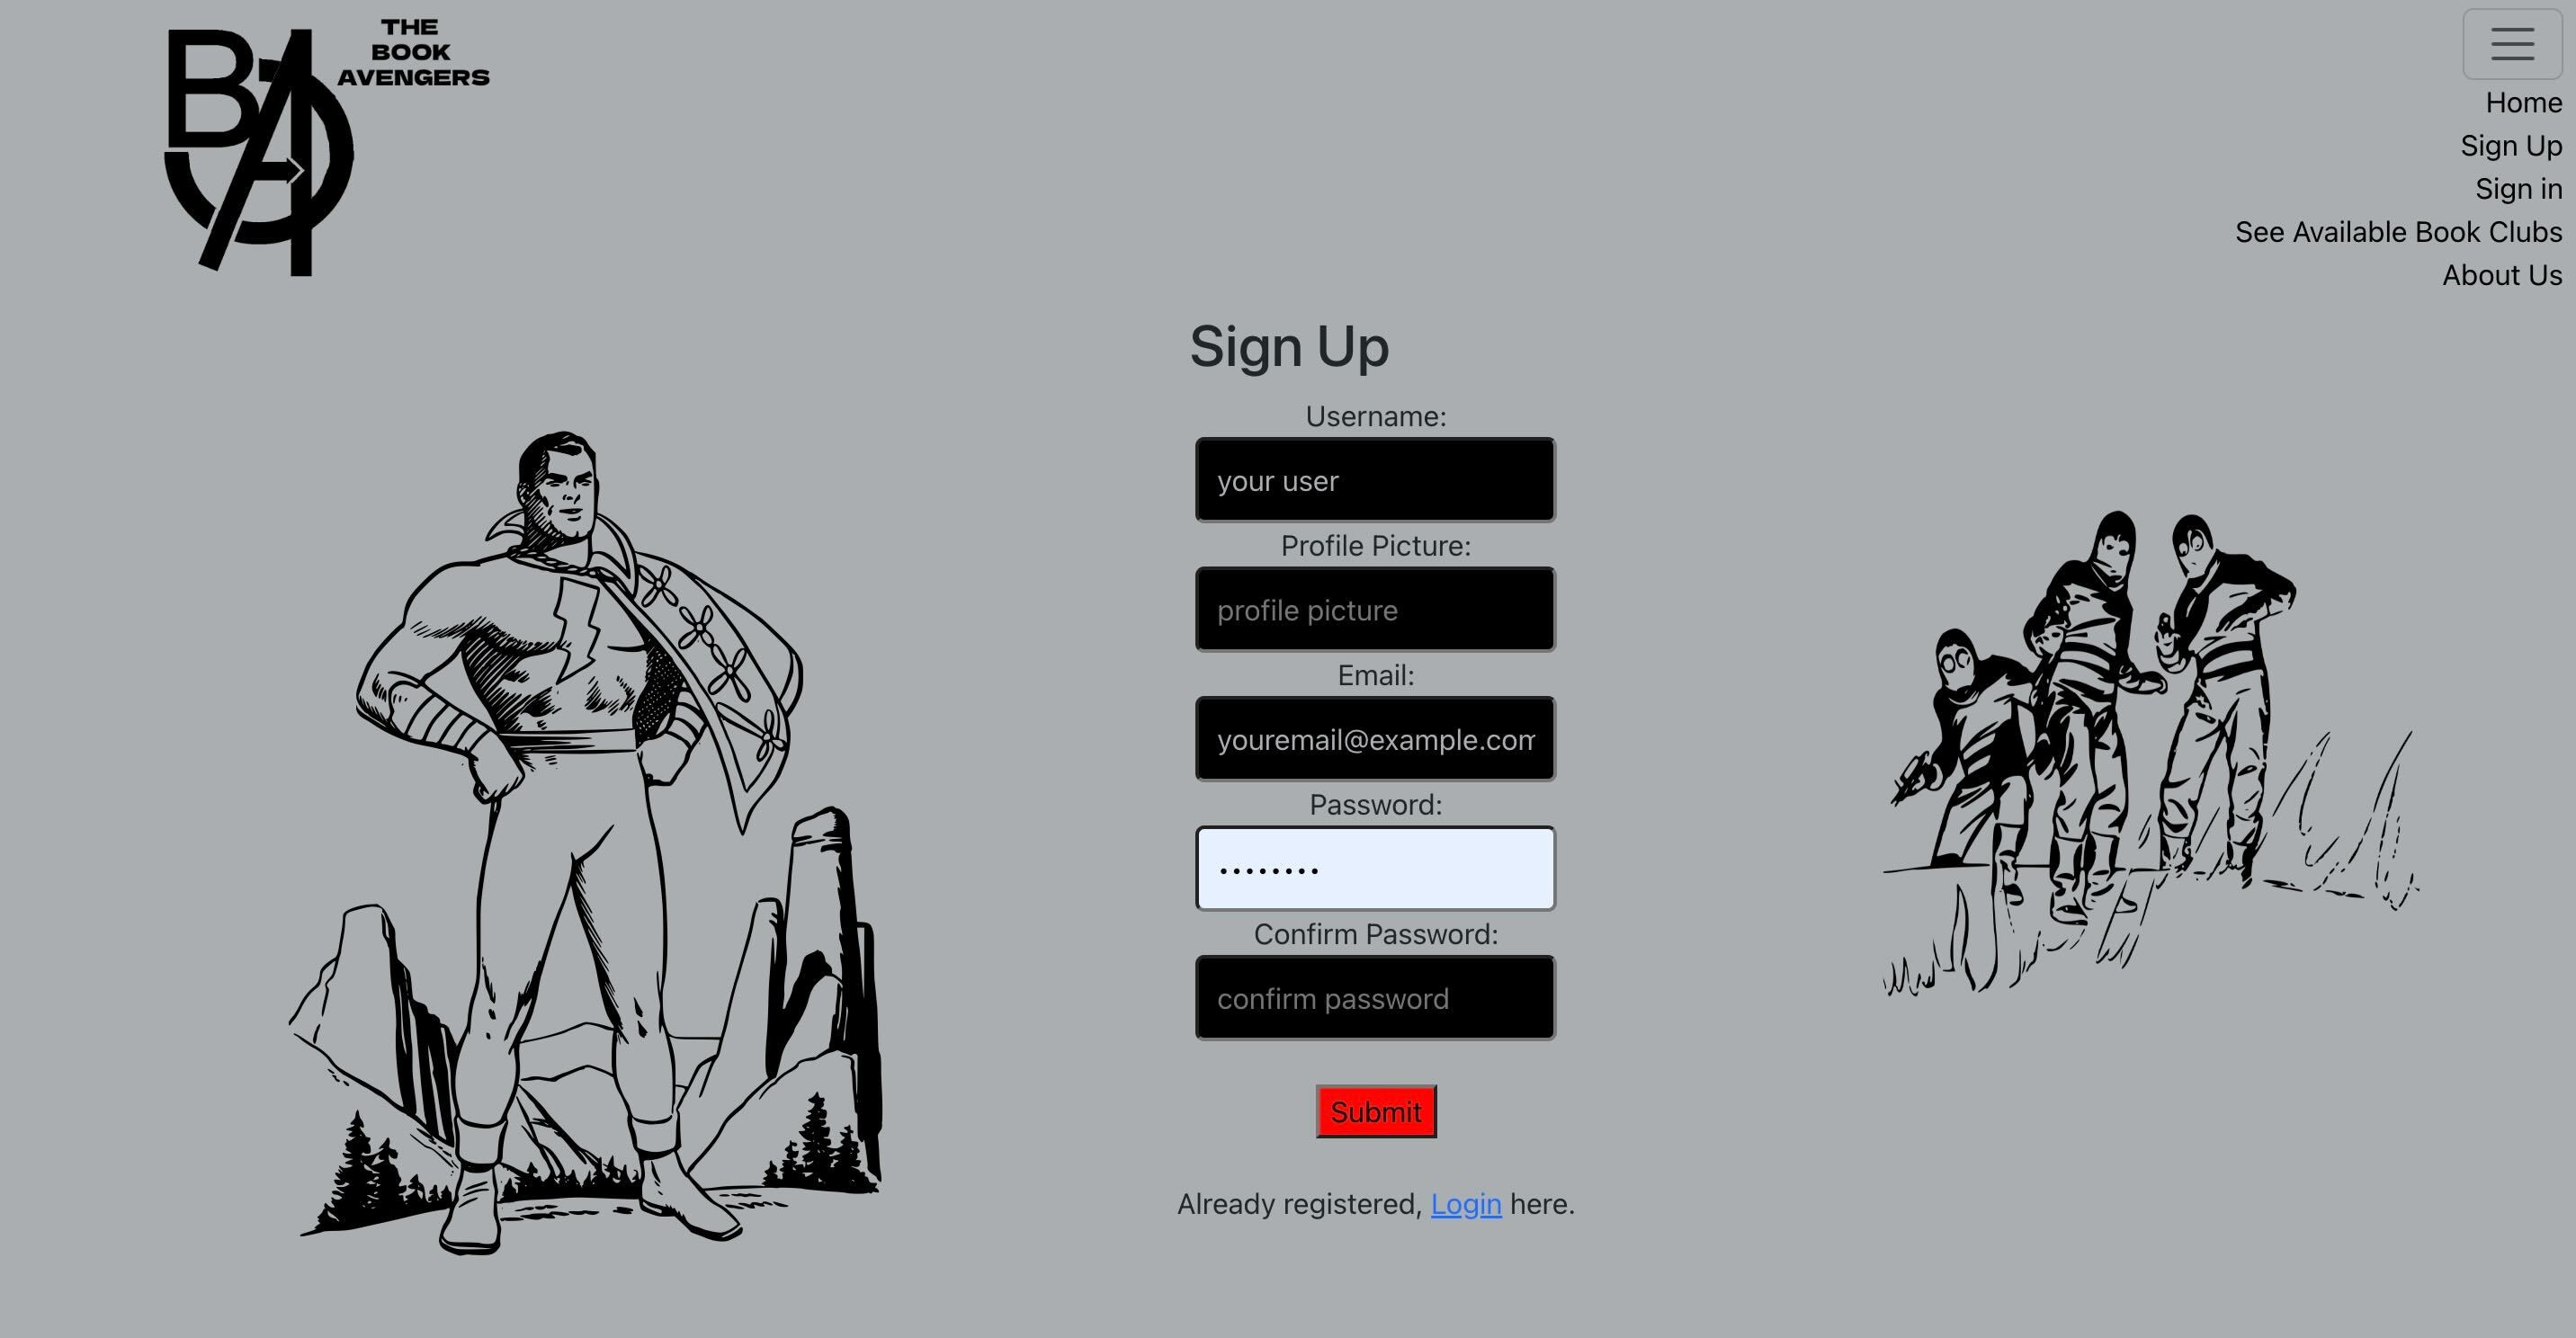 BA
THE
BOOK
AVENGERS
Home
Sign Up
Sign in
See Available Book Clubs
About Us
Sign Up
Username:
your user
Profile Picture:
profile picture
Email:
youremail@example.com
Password:
••••••••
Confirm Password:
confirm password
Submit
Already registered, Login here.